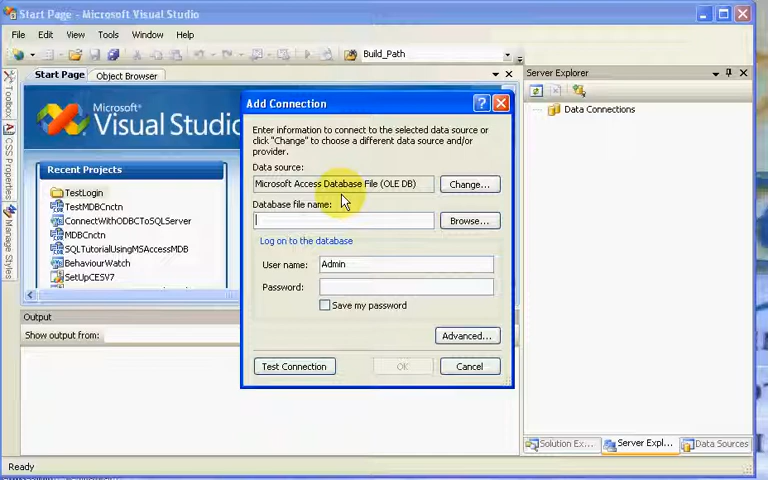 Start Page - Microsoft Visual Studio
File Edit View Tools Window Help
Build_Path
Start Page Object Browser
Server Explorer
Toolbox
CSS Properties
Manage Styles
Microsoft®
Visual Studio
Recent Projects
TestLogin
TestMDBCnctn
ConnectWithODBCToSQLServer
MDBCnctn
SQLTutorialUsingMSAccessMDB
BehaviourWatch
SetUpCESV7
Output
Show output from:
Add Connection
Enter information to connect to the selected data source or
click "Change" to choose a different data source and/or
provider.
Data source:
Microsoft Access Database File (OLE DB) Change...
Database file name:
Browse...
Log on to the database
User name: Admin
Password:
Save my password
Advanced...
Test Connection OK Cancel
Data Connections
Solution Ex... Server Expl... Data Sources
Ready